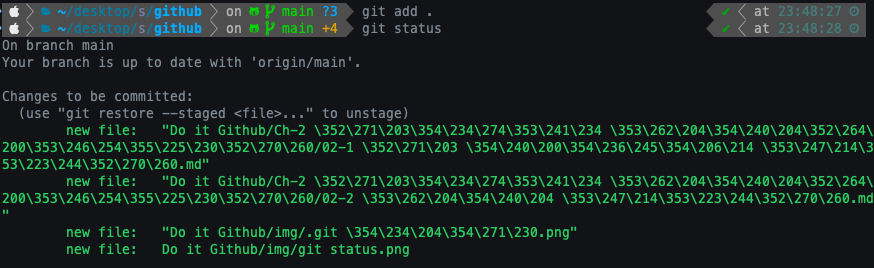 ~/desktop/s/github on main ?3 git add . ✔ at 23:48:27
~/desktop/s/github on main +4 git status ✔ at 23:48:28
On branch main
Your branch is up to date with 'origin/main'.
Changes to be committed:
(use "git restore --staged <file>..." to unstage)
new file: "Do it Github/Ch-2 \352\271\203\354\234\274\353\241\234 \353\262\204\354\240\204\352\264\
200\353\246\254\355\225\230\352\270\260/02-1 \352\271\203 \354\240\200\354\236\245\354\206\214 \353\247\214\3
53\223\244\352\270\260.md"
new file: "Do it Github/Ch-2 \352\271\203\354\234\274\353\241\234 \353\262\204\354\240\204\352\264\
200\353\246\254\355\225\230\352\270\260/02-2 \353\262\204\354\240\204 \353\247\214\353\223\244\352\270\260.md
"
new file: "Do it Github/img/.git \354\234\204\354\271\230.png"
new file: Do it Github/img/git status.png